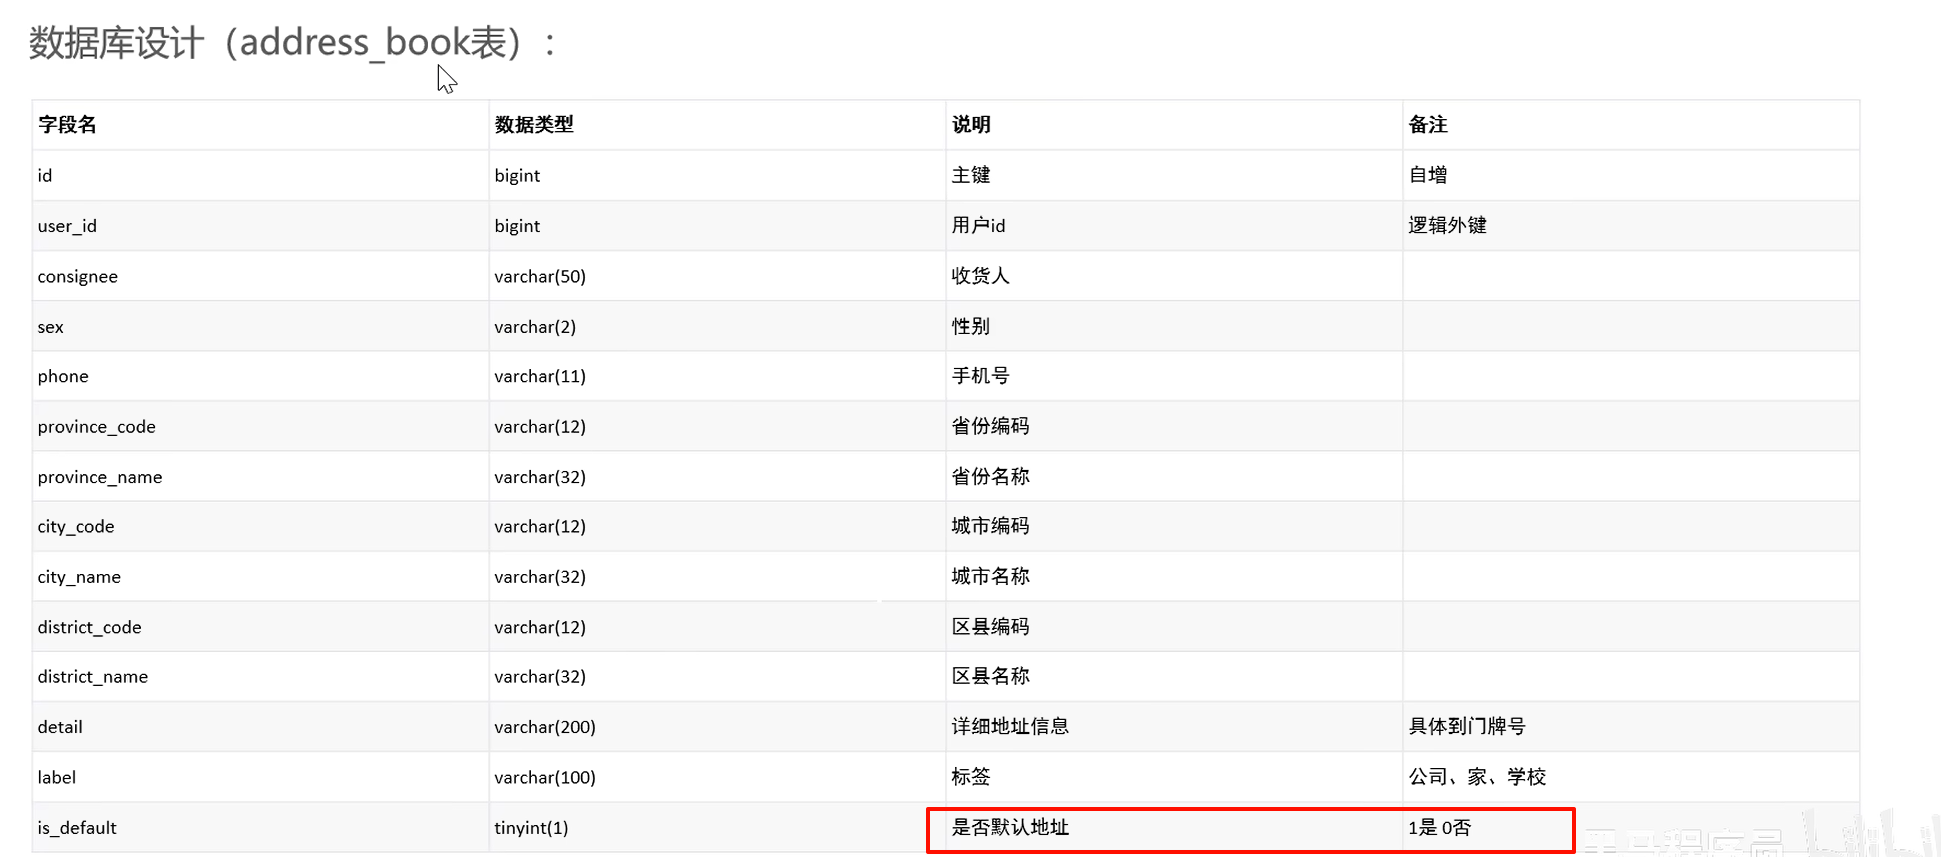 数据库设计（address_book表）：
字段名 数据类型 说明 备注
id bigint 主键 自增
user_id bigint 用户id 逻辑外键
consignee varchar(50) 收货人
sex varchar(2) 性别
phone varchar(11) 手机号
province_code varchar(12) 省份编码
province_name varchar(32) 省份名称
city_code varchar(12) 城市编码
city_name varchar(32) 城市名称
district_code varchar(12) 区县编码
district_name varchar(32) 区县名称
detail varchar(200) 详细地址信息 具体到门牌号
label varchar(100) 标签 公司、家、学校
is_default tinyint(1) 是否默认地址 1是 0否